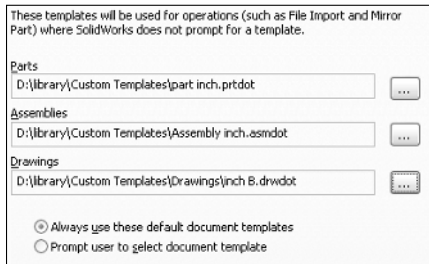 These templates will be used for operations (such as File Import and Mirror
Part) where SolidWorks does not prompt for a template.
Parts
D:\library\Custom Templates\part inch.prtdot
...
Assemblies
D:\library\Custom Templates\Assembly inch.asmdot
...
Drawings
D:\library\Custom Templates\Drawings\inch B.drwdot
...
Always use these default document templates
Prompt user to select document template